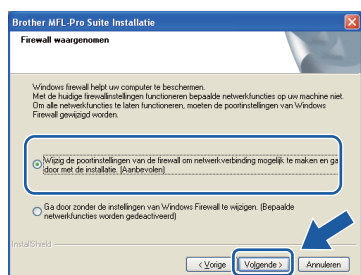 Brother MFL-Pro Suite Installatie
Firewall waargenomen
Windows firewall helpt uw computer te beschermen.
Met de huidige firewallinstellingen functioneren bepaalde netwerkfuncties op uw machine niet.
Om alle netwerkfuncties te laten functioneren, moeten de poortinstellingen van Windows
Firewall gewijzigd worden.
Wijzig de poortinstellingen van de firewall om netwerkverbinding mogelijk te maken en ga
door met de installatie. (Aanbevolen)
Ga door zonder de instellingen van Windows Firewall te wijzigen. (Bepaalde
netwerkfuncties worden gedeactiveerd)
InstallShield
< Vorige
Volgende >
Annuleren